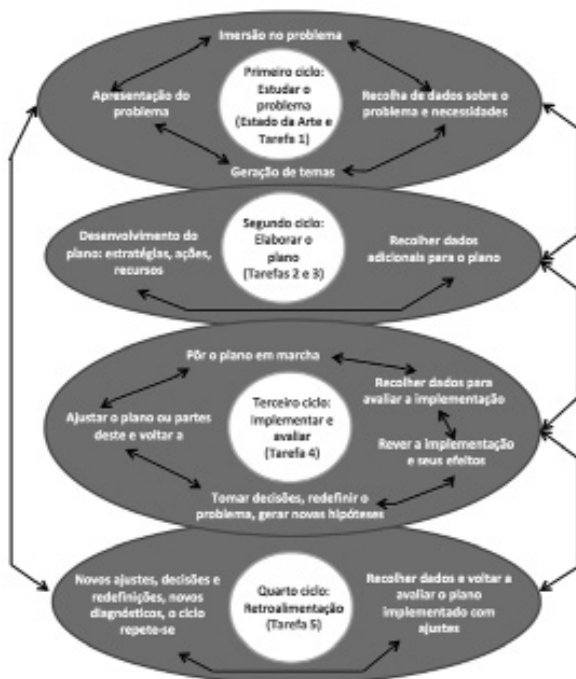 Imersão no problema
Apresentação do
problema
Primeiro ciclo:
Estudar o
problema
(Estado da Arte e
Tarefa 1)
Recolha de dados sobre o
problema e necessidades
Geração de temas
Desenvolvimento do
plano: estratégias, ações,
recursos
Segundo ciclo:
Elaborar o
plano
(Tarefas 2 e 3)
Recolher dados
adicionais para o plano
Pôr o plano em marcha
Recolher dados para
avaliar a implementação
Ajustar o plano ou partes
deste e voltar a
Terceiro ciclo:
Implementar e
avaliar
(Tarefa 4)
Rever a implementação
e seus efeitos
Tomar decisões, redefinir o
problema, gerar novas hipóteses
Novos ajustes, decisões e
redefinições, novos
diagnósticos, o ciclo
repete-se
Quarto ciclo:
Retroalimentação
(Tarefa 5)
Recolher dados e voltar a
avaliar o plano
implementado com
ajustes